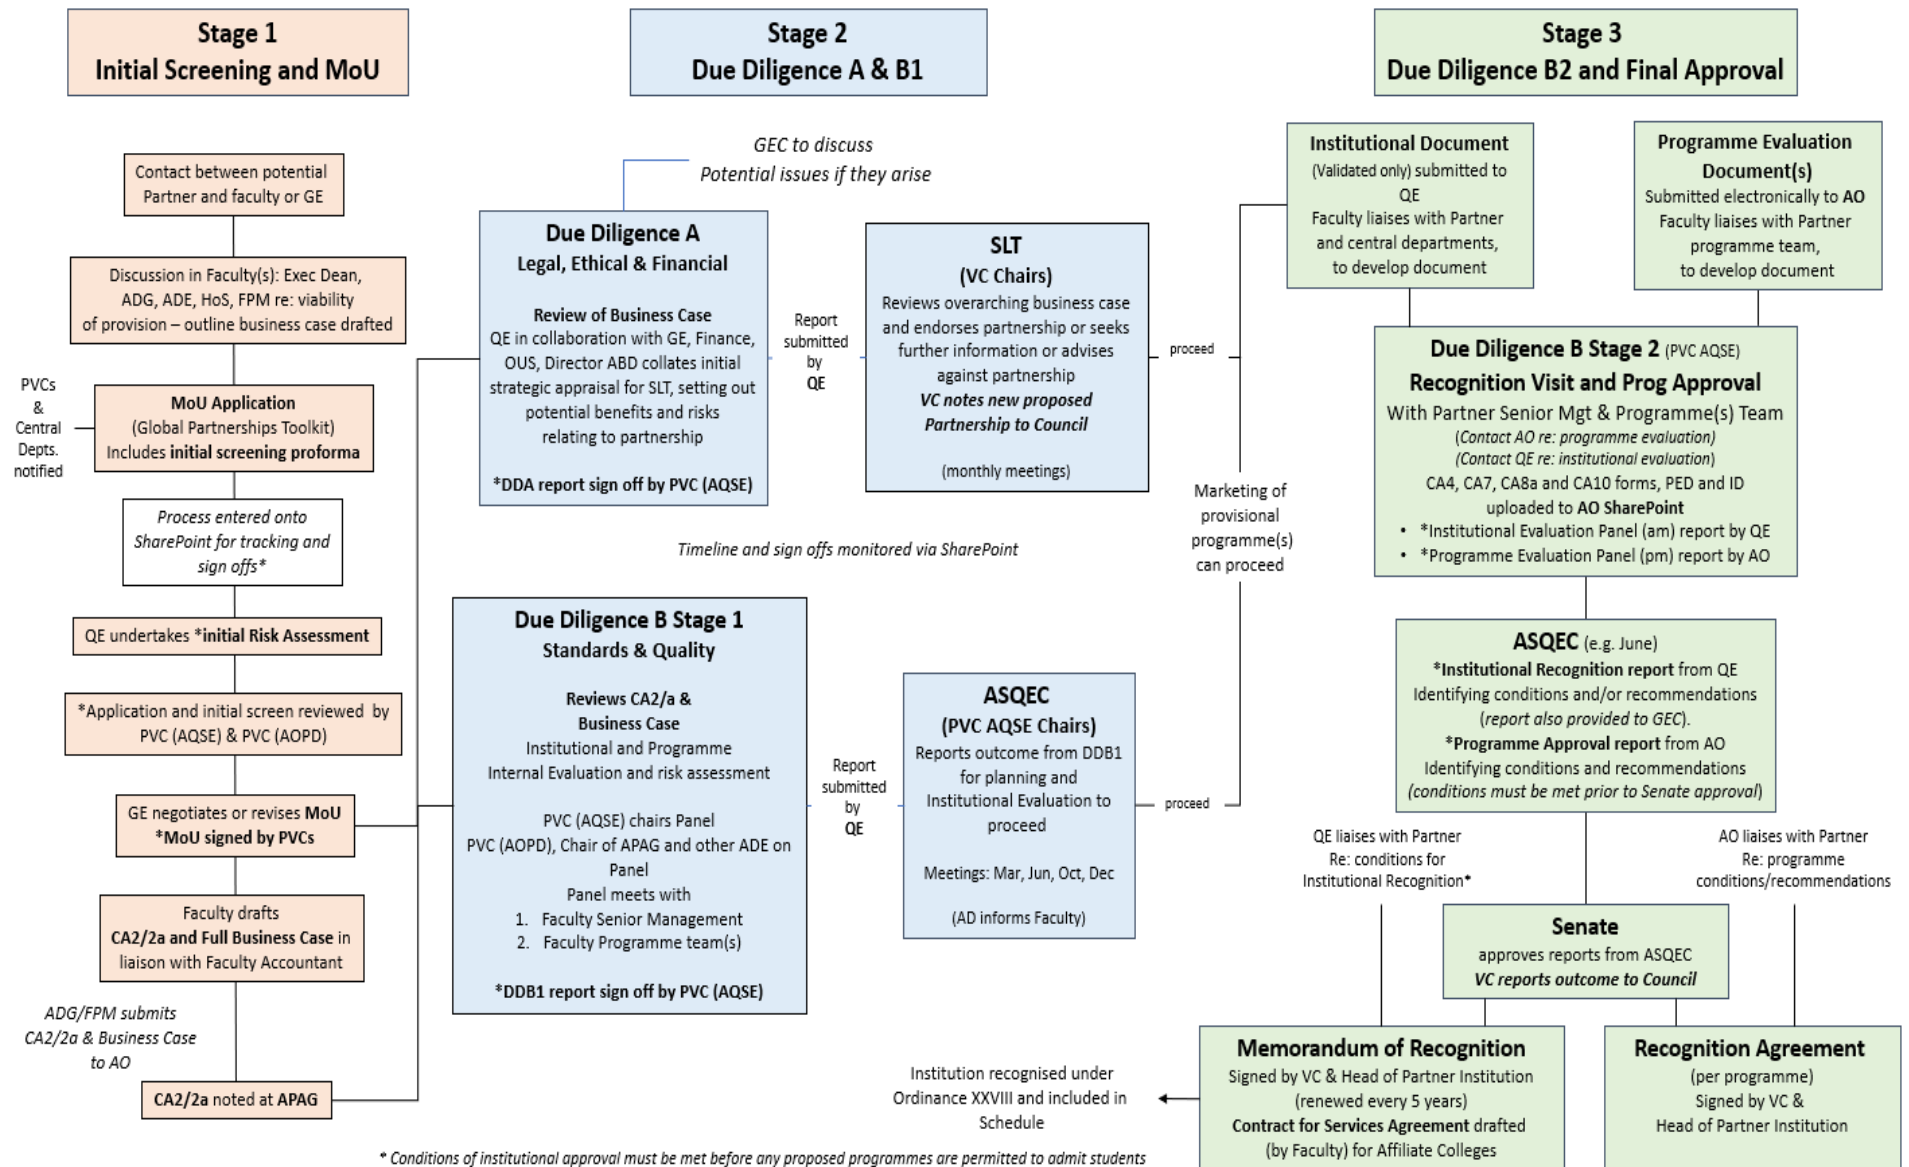 Stage 1
Initial Screening and MoU
Contact between potential
Partner and faculty or GE
Discussion in Faculty(s): Exec Dean,
ADG, ADE, HoS, FPM re: viability
of provision – outline business case drafted
PVCs
&
Central
Depts.
notified
MoU Application
(Global Partnerships Toolkit)
Includes initial screening proforma
Process entered onto
SharePoint for tracking and
sign offs*
QE undertakes *initial Risk Assessment
*Application and initial screen reviewed by
PVC (AQSE) & PVC (AOPD)
GE negotiates or revises MoU
*MoU signed by PVCs
Faculty drafts
CA2/2a and Full Business Case in
liaison with Faculty Accountant
ADG/FPM submits
CA2/2a & Business Case
to AO
CA2/2a noted at APAG
Stage 2
Due Diligence A & B1
GEC to discuss
Potential issues if they arise
Due Diligence A
Legal, Ethical & Financial
Review of Business Case
QE in collaboration with GE, Finance,
OUS, Director ABD collates initial
strategic appraisal for SLT, setting out
potential benefits and risks
relating to partnership
*DDA report sign off by PVC (AQSE)
Report
submitted
by
QE
SLT
(VC Chairs)
Reviews overarching business case
and endorses partnership or seeks
further information or advises
against partnership
VC notes new proposed
Partnership to Council
(monthly meetings)
proceed
Timeline and sign offs monitored via SharePoint
Due Diligence B Stage 1
Standards & Quality
Reviews CA2/a &
Business Case
Institutional and Programme
Internal Evaluation and risk assessment
PVC (AQSE) chairs Panel
PVC (AOPD), Chair of APAG and other ADE on
Panel
Panel meets with
1. Faculty Senior Management
2. Faculty Programme team(s)
*DDB1 report sign off by PVC (AQSE)
Report
submitted
by
QE
ASQEC
(PVC AQSE Chairs)
Reports outcome from DDB1
for planning and
Institutional Evaluation to
proceed
Meetings: Mar, Jun, Oct, Dec
(AD informs Faculty)
proceed
Marketing of
provisional
programme(s)
can proceed
Stage 3
Due Diligence B2 and Final Approval
Institutional Document
(Validated only) submitted to
QE
Faculty liaises with Partner
and central departments,
to develop document
Programme Evaluation
Document(s)
Submitted electronically to AO
Faculty liaises with Partner
programme team,
to develop document
Due Diligence B Stage 2 (PVC AQSE)
Recognition Visit and Prog Approval
With Partner Senior Mgt & Programme(s) Team
(Contact AO re: programme evaluation)
(Contact QE re: institutional evaluation)
CA4, CA7, CA8a and CA10 forms, PED and ID
uploaded to AO SharePoint
• *Institutional Evaluation Panel (am) report by QE
• *Programme Evaluation Panel (pm) report by AO
ASQEC (e.g. June)
*Institutional Recognition report from QE
Identifying conditions and/or recommendations
(report also provided to GEC).
*Programme Approval report from AO
Identifying conditions and recommendations
(conditions must be met prior to Senate approval)
QE liaises with Partner
Re: conditions for
Institutional Recognition*
AO liaises with Partner
Re: programme
conditions/recommendations
Senate
approves reports from ASQEC
VC reports outcome to Council
Memorandum of Recognition
Signed by VC & Head of Partner Institution
(renewed every 5 years)
Contract for Services Agreement drafted
(by Faculty) for Affiliate Colleges
Recognition Agreement
(per programme)
Signed by VC &
Head of Partner Institution
Institution recognised under
Ordinance XXVIII and included in
Schedule
* Conditions of institutional approval must be met before any proposed programmes are permitted to admit students